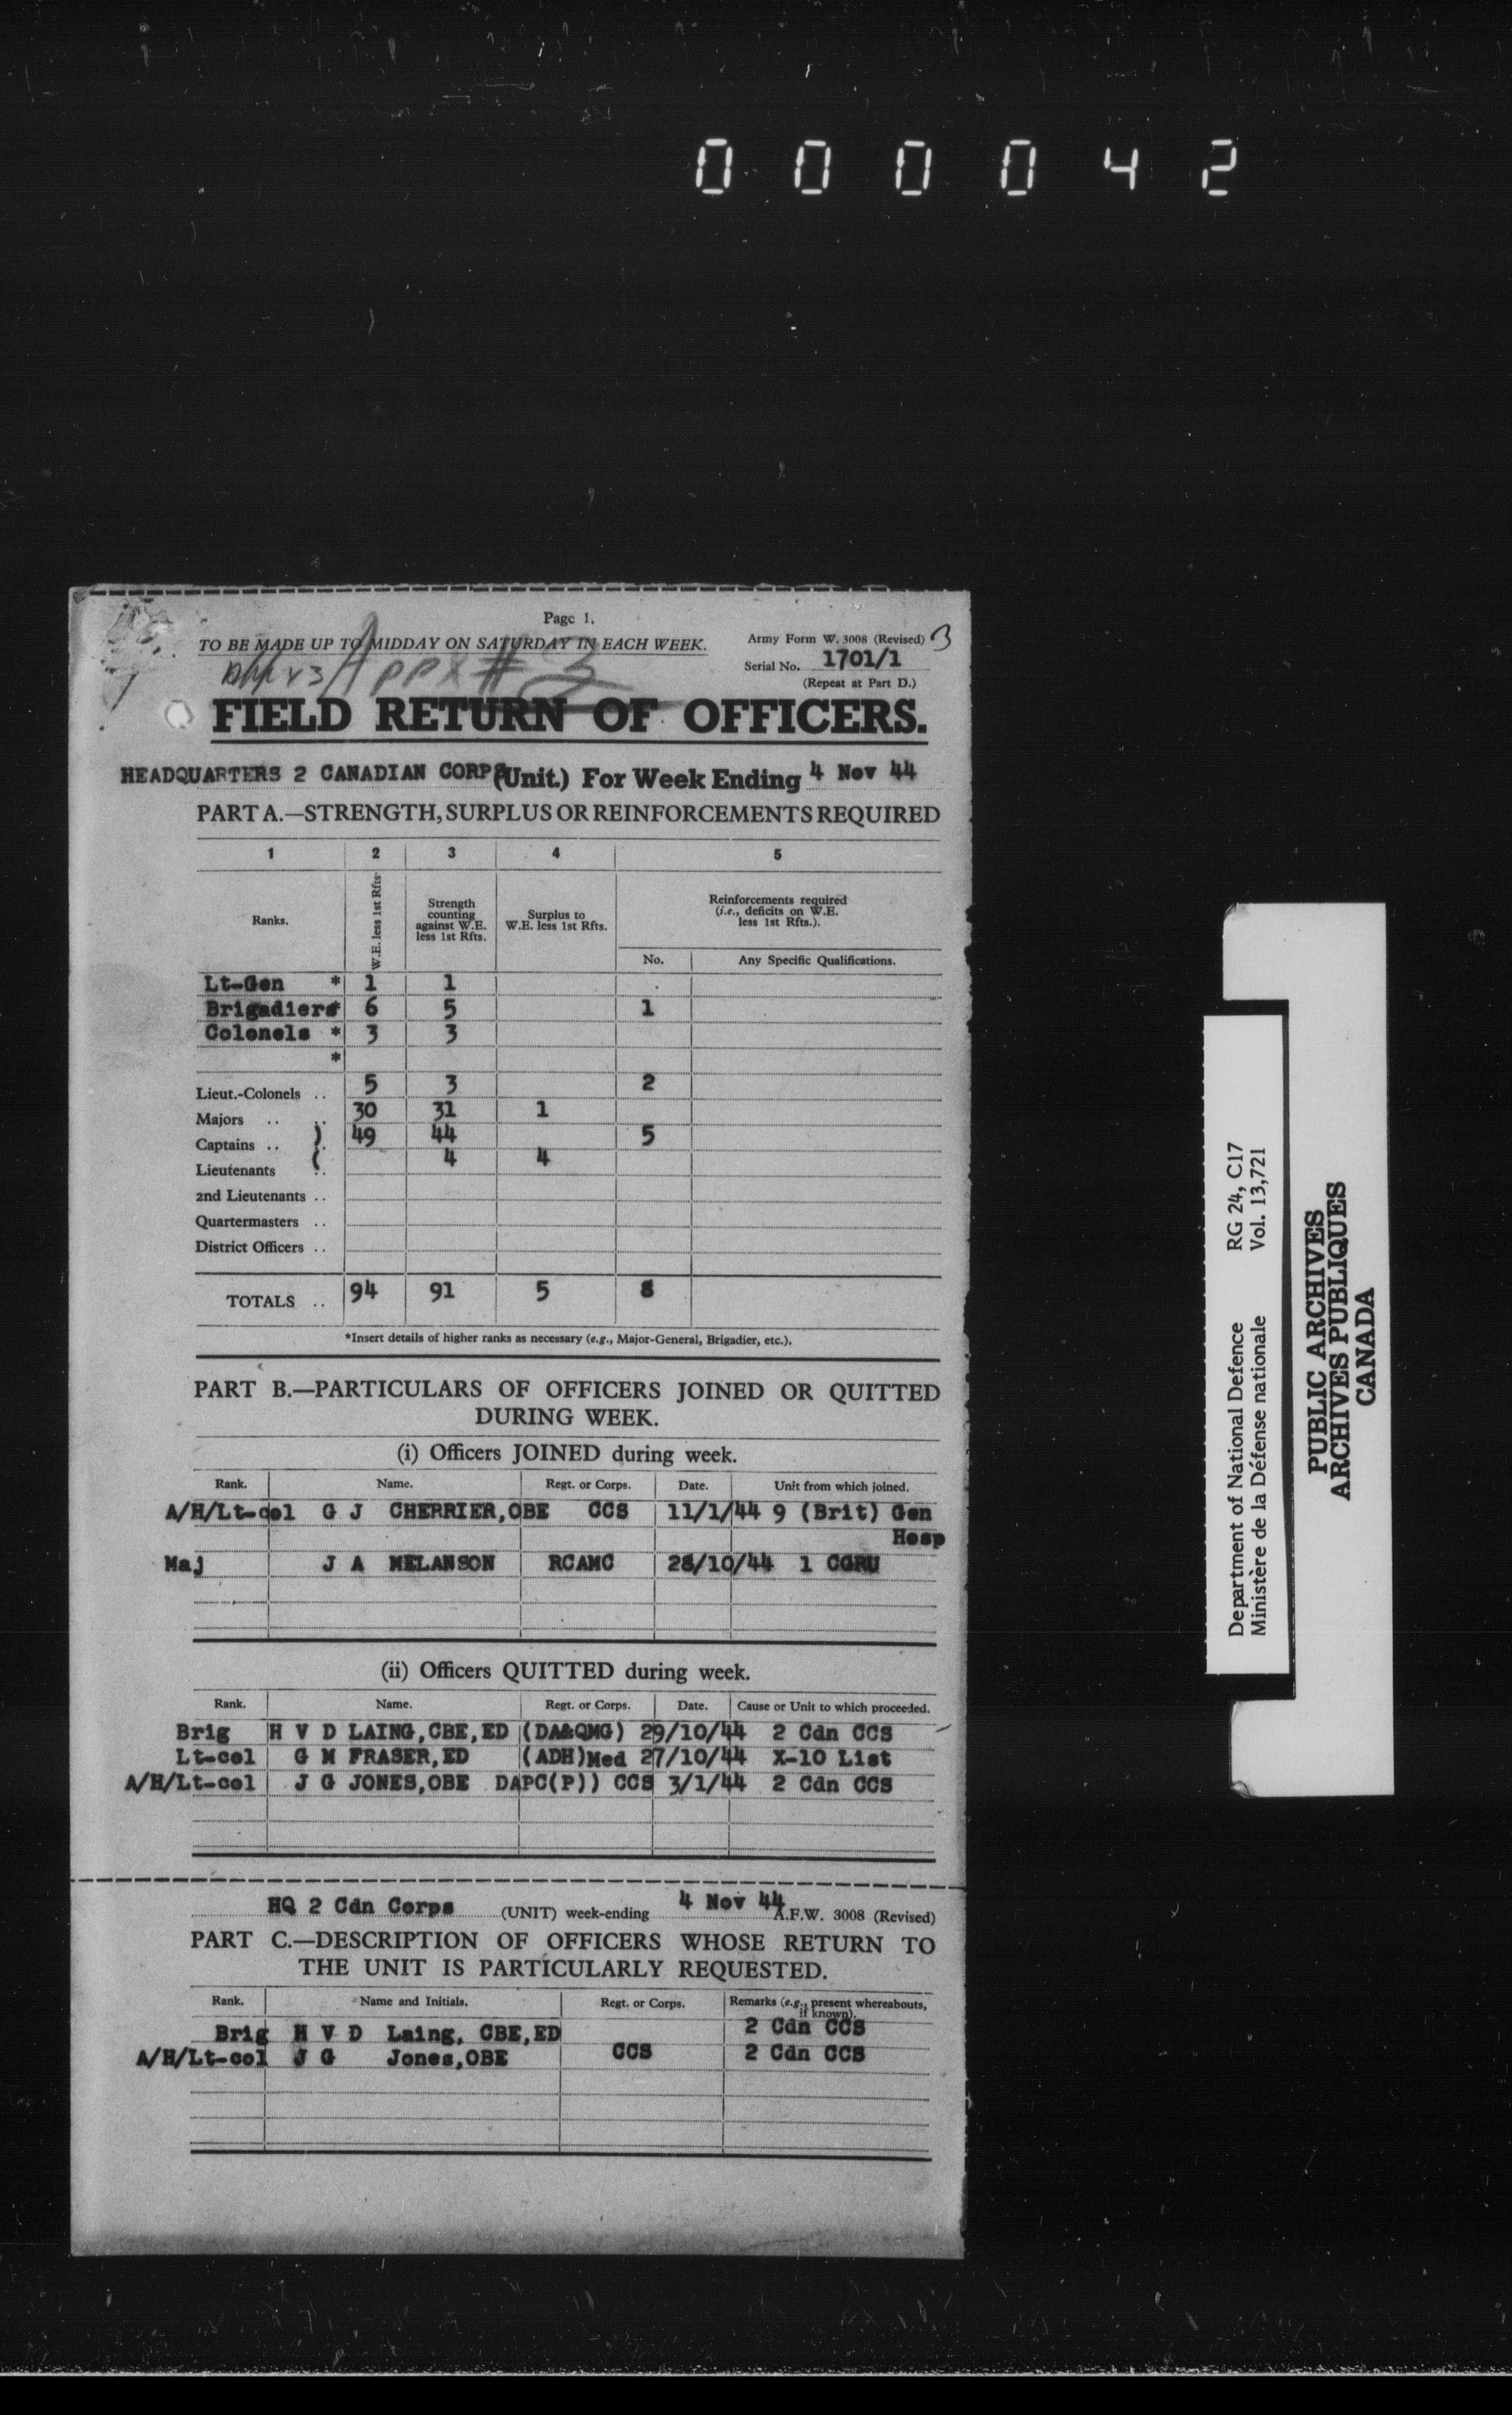 000042
Page 1.
TO BE MADE UP TO MIDDAY ON SATURDAY IN EACH WEEK.
Army Form W. 3008 (Revised) 3
Serial No. 1701/1
(Repeat at Part D.)
Appx # 3
FIELD RETURN OF OFFICERS.
HEADQUARTERS 2 CANADIAN CORPS (Unit.) For Week Ending 4 Nov 44
PART A.—STRENGTH, SURPLUS OR REINFORCEMENTS REQUIRED
1 2 3 4 5
Ranks.
W.E. less 1st Rfts.
Strength
counting
against W.E.
less 1st Rfts.
Surplus to
W.E. less 1st Rfts.
Reinforcements required
(i.e., deficits on W.E.
less 1st Rfts.).
No. Any Specific Qualifications.
Lt-Gen * 1 1
Brigadiers* 6 5 1
Colonels * 3 3
*
Lieut.-Colonels .. 5 3 2
Majors .. .. 30 31 1
Captains .. } .. 49 44 5
Lieutenants { .. 4 4
2nd Lieutenants ..
Quartermasters ..
District Officers ..
TOTALS .. 94 91 5 8
*Insert details of higher ranks as necessary (e.g., Major-General, Brigadier, etc.).
PART B.—PARTICULARS OF OFFICERS JOINED OR QUITTED
DURING WEEK.
(i) Officers JOINED during week.
Rank. Name. Regt. or Corps. Date. Unit from which joined.
A/H/Lt-col G J CHERRIER,OBE CCS 11/1/44 9 (Brit) Gen
Hosp
Maj J A MELANSON RCAMC 28/10/44 1 CGRU
(ii) Officers QUITTED during week.
Rank. Name. Regt. or Corps. Date. Cause or Unit to which proceeded.
Brig H V D LAING,CBE,ED (DA&QMG) 29/10/44 2 Cdn CCS
Lt-col G M FRASER,ED (ADH)Med 27/10/44 X-10 List
A/H/Lt-col J G JONES,OBE DAPC(P)) CCS 3/1/44 2 Cdn CCS
HQ 2 Cdn Corps (UNIT) week-ending 4 Nov 44 A.F.W. 3008 (Revised)
PART C.—DESCRIPTION OF OFFICERS WHOSE RETURN TO
THE UNIT IS PARTICULARLY REQUESTED.
Rank. Name and Initials. Regt. or Corps. Remarks (e.g., present whereabouts,
if known).
Brig H V D Laing, CBE,ED 2 Cdn CCS
A/H/Lt-col J G Jones,OBE CCS 2 Cdn CCS
Department of National Defence RG 24, C17
Ministère de la Défense nationale Vol. 13,721
PUBLIC ARCHIVES
ARCHIVES PUBLIQUES
CANADA